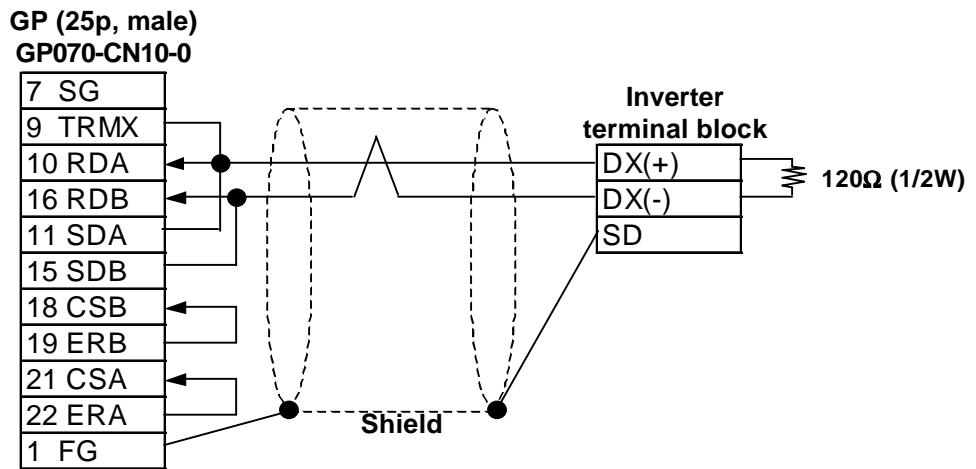 GP (25p, male)
GP070-CN10-0
7 SG
9 TRMX
10 RDA
16 RDB
11 SDA
15 SDB
18 CSB
19 ERB
21 CSA
22 ERA
1 FG
Shield
Inverter
terminal block
DX(+)
DX(-)
SD
120Ω (1/2W)